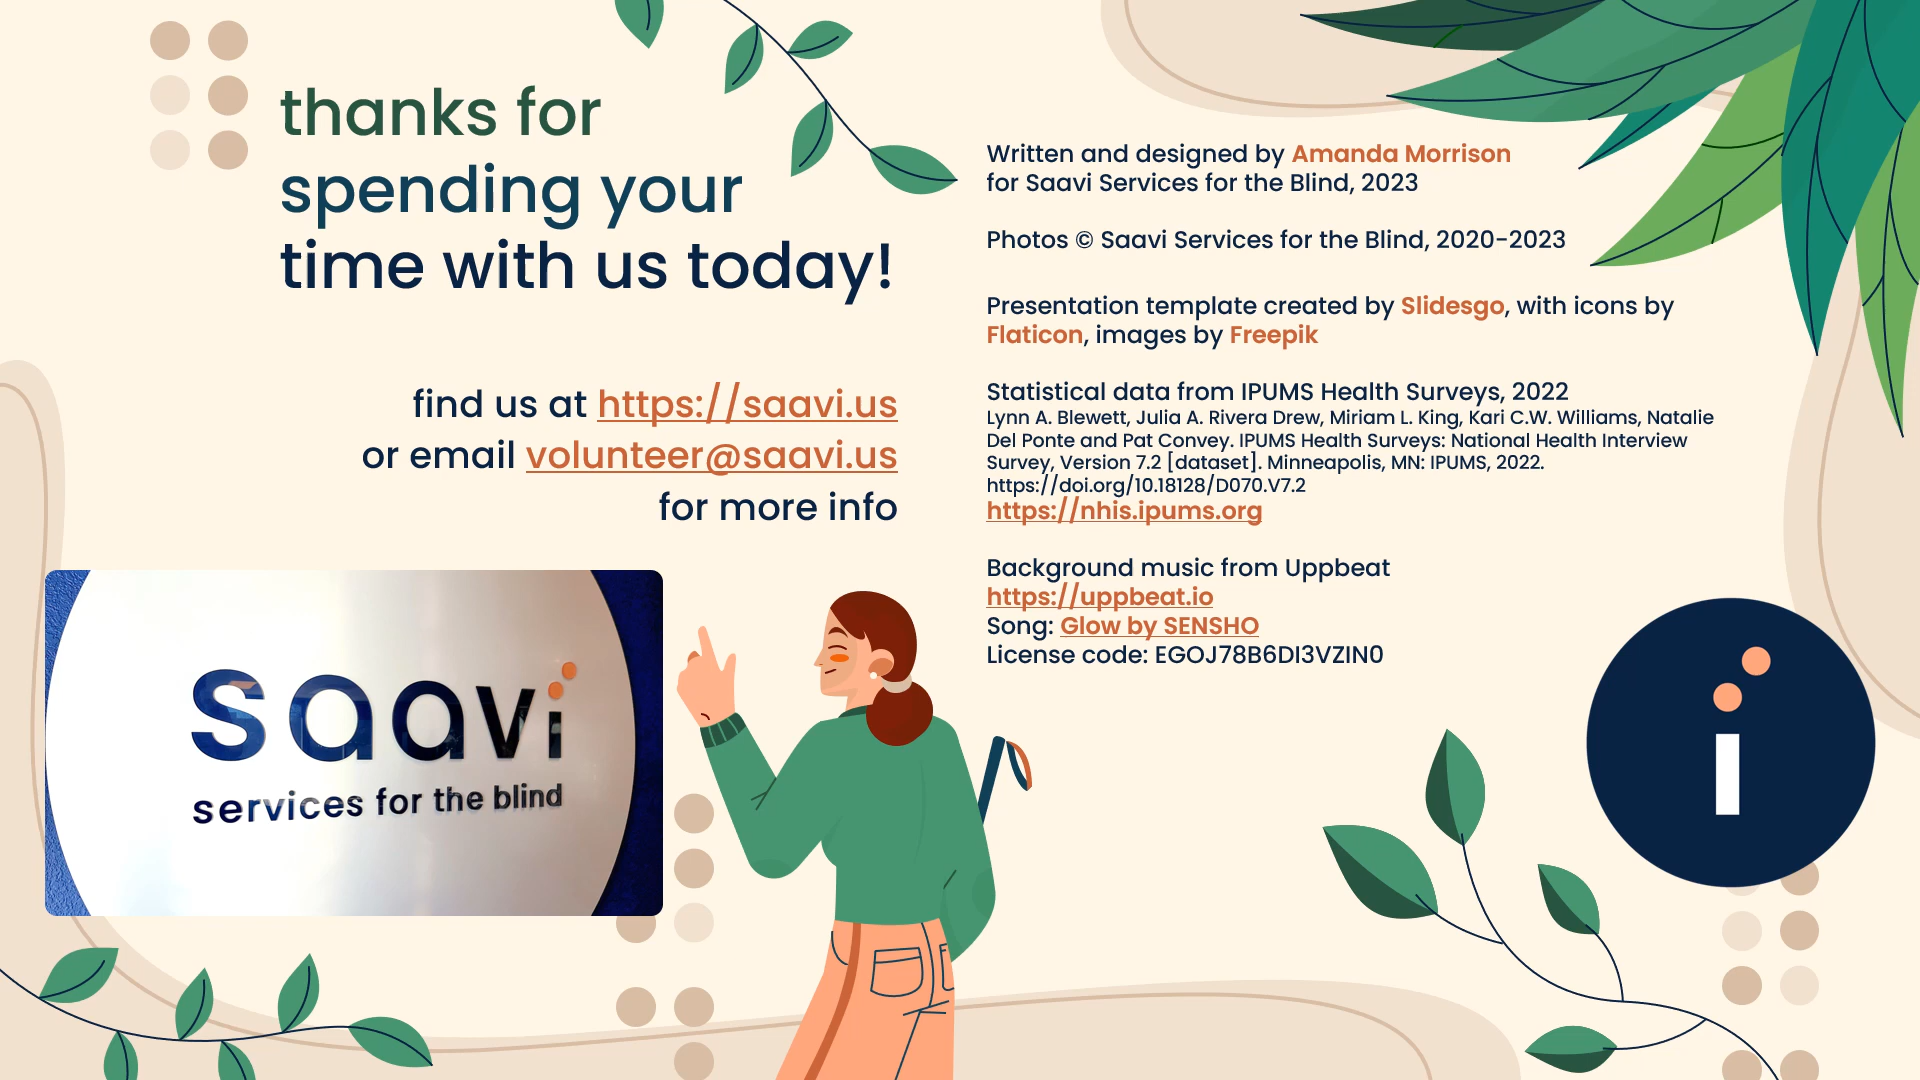 thanks for
spending your
time with us today!
find us at https://saavi.us
or email volunteer@saavi.us
for more info
saavi
services for the blind
Written and designed by Amanda Morrison
for Saavi Services for the Blind, 2023
Photos © Saavi Services for the Blind, 2020-2023
Presentation template created by Slidesgo, with icons by
Flaticon, images by Freepik
Statistical data from IPUMS Health Surveys, 2022
Lynn A. Blewett, Julia A. Rivera Drew, Miriam L. King, Kari C.W. Williams, Natalie
Del Ponte and Pat Convey. IPUMS Health Surveys: National Health Interview
Survey, Version 7.2 [dataset]. Minneapolis, MN: IPUMS, 2022.
https://doi.org/10.18128/D070.V7.2
https://nhis.ipums.org
Background music from Uppbeat
https://uppbeat.io
Song: Glow by SENSHO
License code: EGOJ78B6DI3VZIN0
i